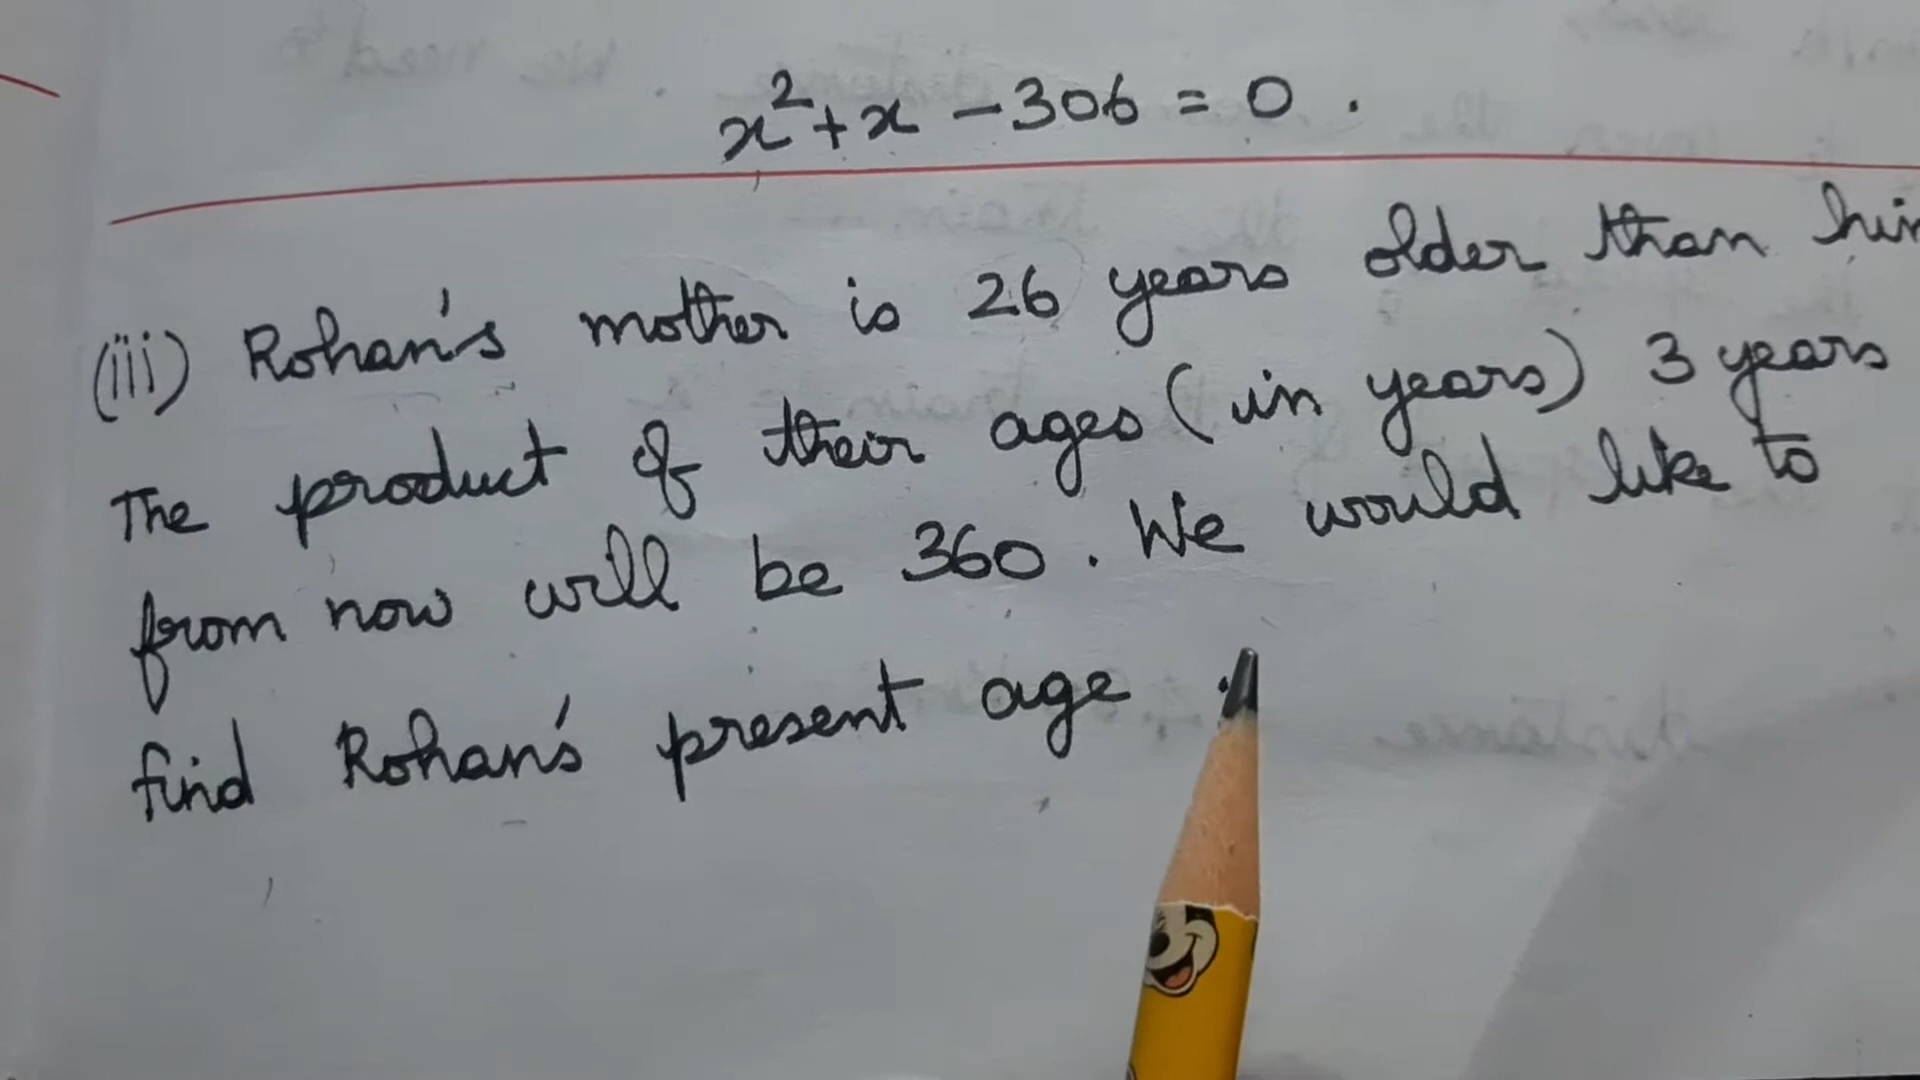 x² + x - 306 = 0 .
(iii) Rohan's mother is 26 years older than
The product of their ages (in years) 3 years
from now will be 360. We would like to
find Rohan's present age .